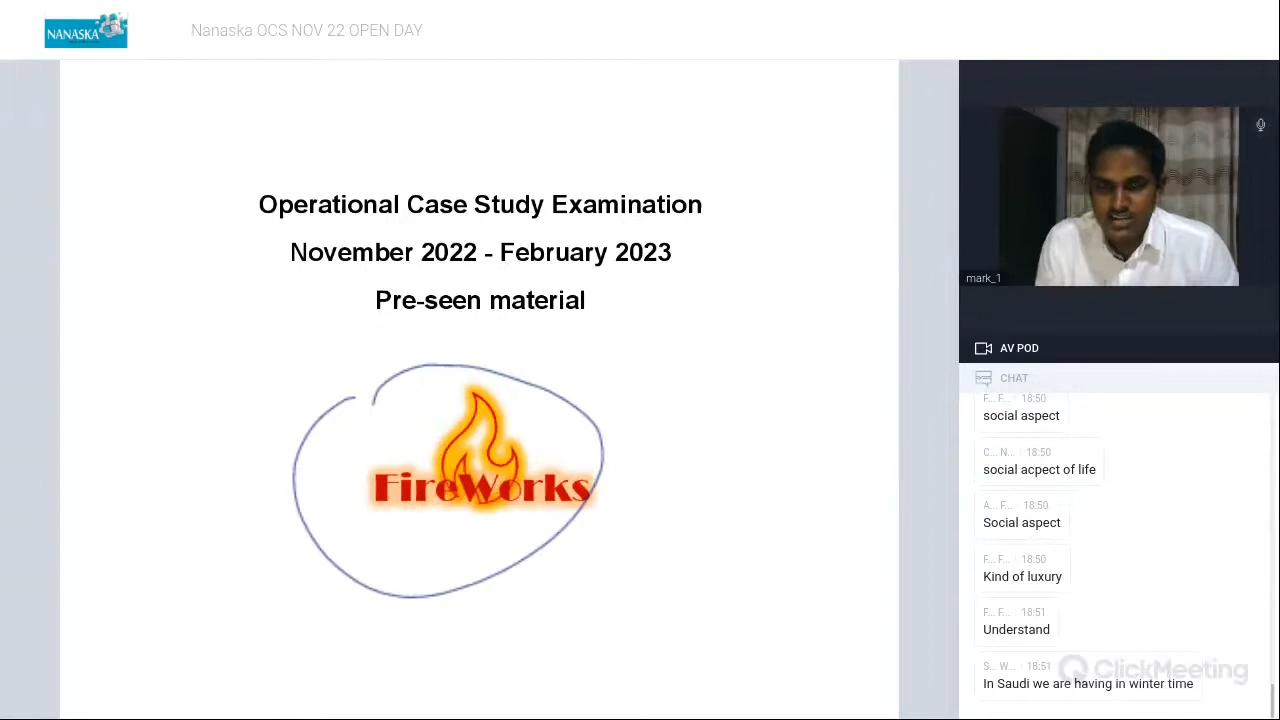 NANASKA
Nanaska OCS NOV 22 OPEN DAY
Operational Case Study Examination
November 2022 - February 2023
Pre-seen material
FireWorks
mark_1
AV POD
CHAT
F... F... 18:50
social aspect
C... N... 18:50
social acpect of life
A... F... 18:50
Social aspect
F... F... 18:50
Kind of luxury
F... F... 18:51
Understand
S... W... 18:51
In Saudi we are having in winter time
ClickMeeting